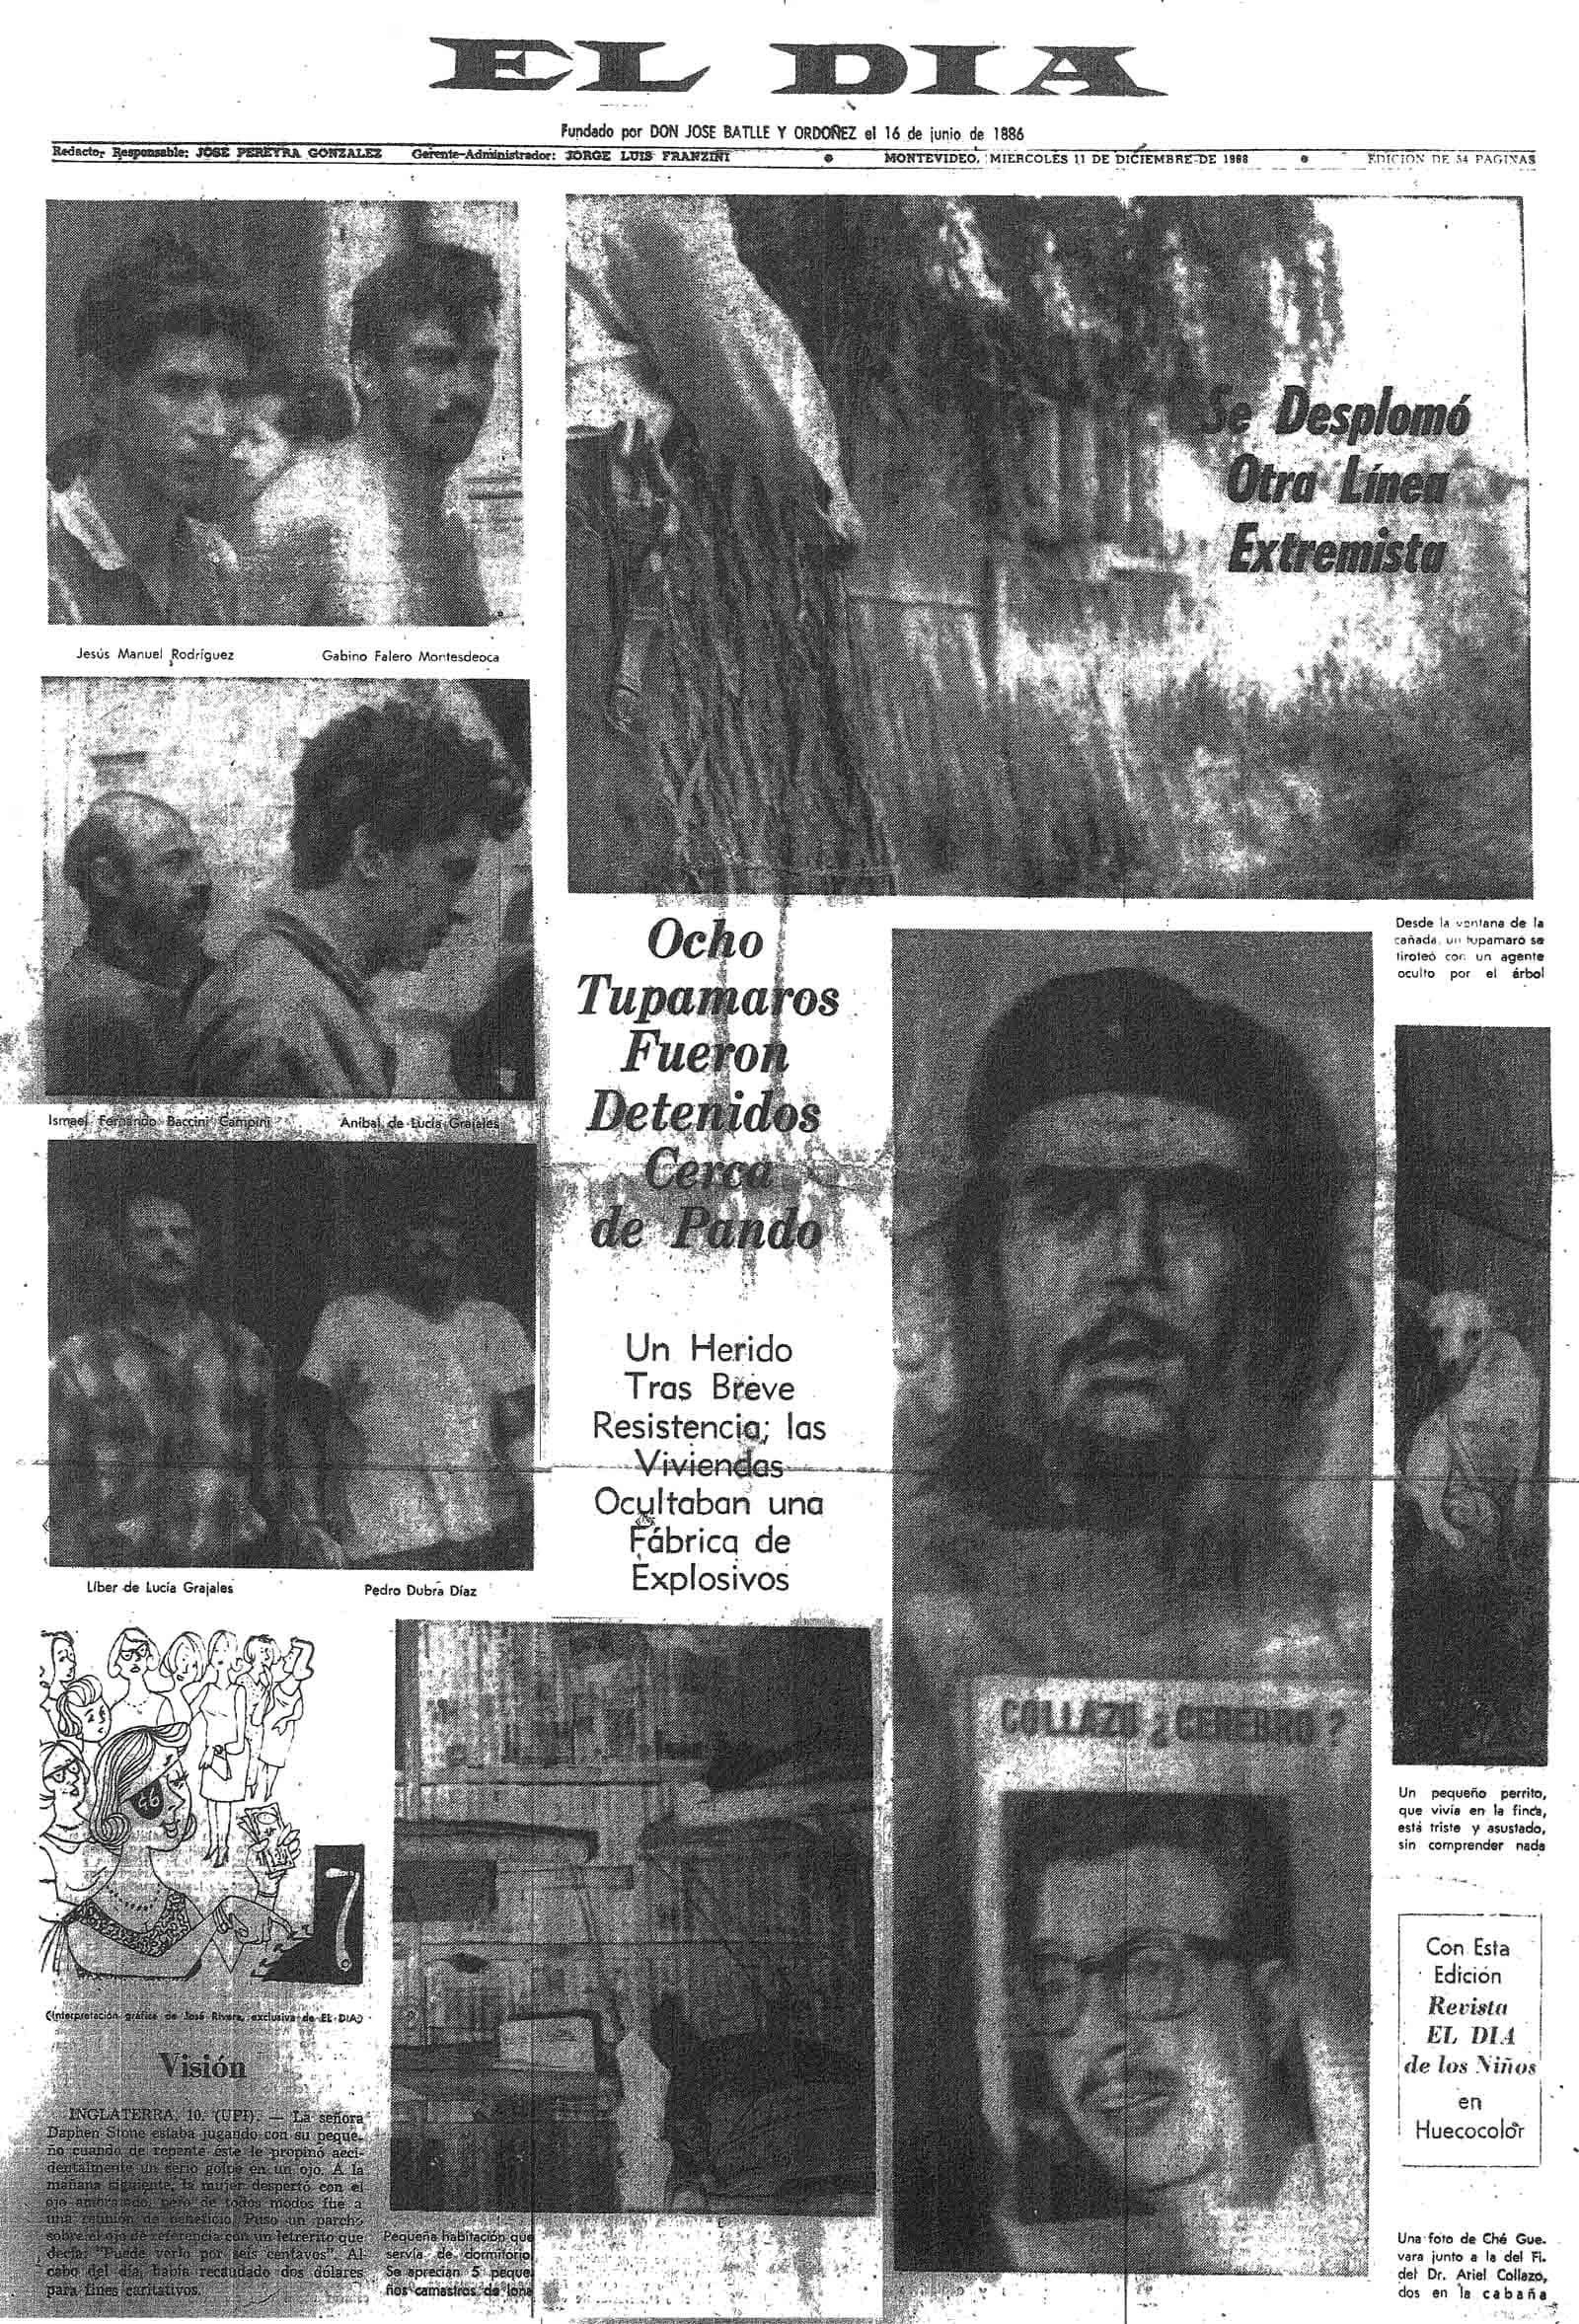 EL DIA
Fundado por DON JOSE BATLLE Y ORDOÑEZ el 16 de junio de 1886
Redactor Responsable: JOSE PEREYRA GONZALEZ Gerente-Administrador: JORGE LUIS FRANZINI • MONTEVIDEO, MIERCOLES 11 DE DICIEMBRE DE 1968 • EDICION DE 34 PAGINAS
Se Desplomó
Otra Línea
Extremista
Jesús Manuel Rodríguez Gabino Falero Montesdeoca
Ismael Fernando Baccini Campini Aníbal de Lucía Grajales
Líber de Lucía Grajales Pedro Dubra Díaz
Ocho
Tupamaros
Fueron
Detenidos
Cerca
de Pando
Un Herido
Tras Breve
Resistencia; las
Viviendas
Ocultaban una
Fábrica de
Explosivos
Desde la ventana de la
cañada, un tupamaro se
tiroteó con un agente
oculto por el árbol
COLLAZO ¿CEREBRO?
Un pequeño perrito,
que vivía en la finca,
está triste y asustado,
sin comprender nada
Con Esta
Edición
Revista
EL DIA
de los Niños
en
Huecocolor
Una foto de Ché Gue-
vara junto a la del Fi-
del Dr. Ariel Collazo,
dos en la cabaña
7
(Interpretación gráfica de José Rivera, exclusiva de EL DIA)
Visión
INGLATERRA, 10. (UPI). — La señora
Daphen Stone estaba jugando con su peque-
ño cuando de repente éste le propinó acci-
dentalmente un serio golpe en un ojo. A la
mañana siguiente, la mujer despertó con el
ojo amoratado, pero de todos modos fue a
una reunión de beneficio. Puso un parche
sobre el ojo de referencia con un letrerito que
decía: "Puede verlo por seis centavos". Al
cabo del día, había recaudado dos dólares
para fines caritativos.
Pequeña habitación que
servía de dormitorio.
Se aprecian 5 peque-
ños camastros de lona